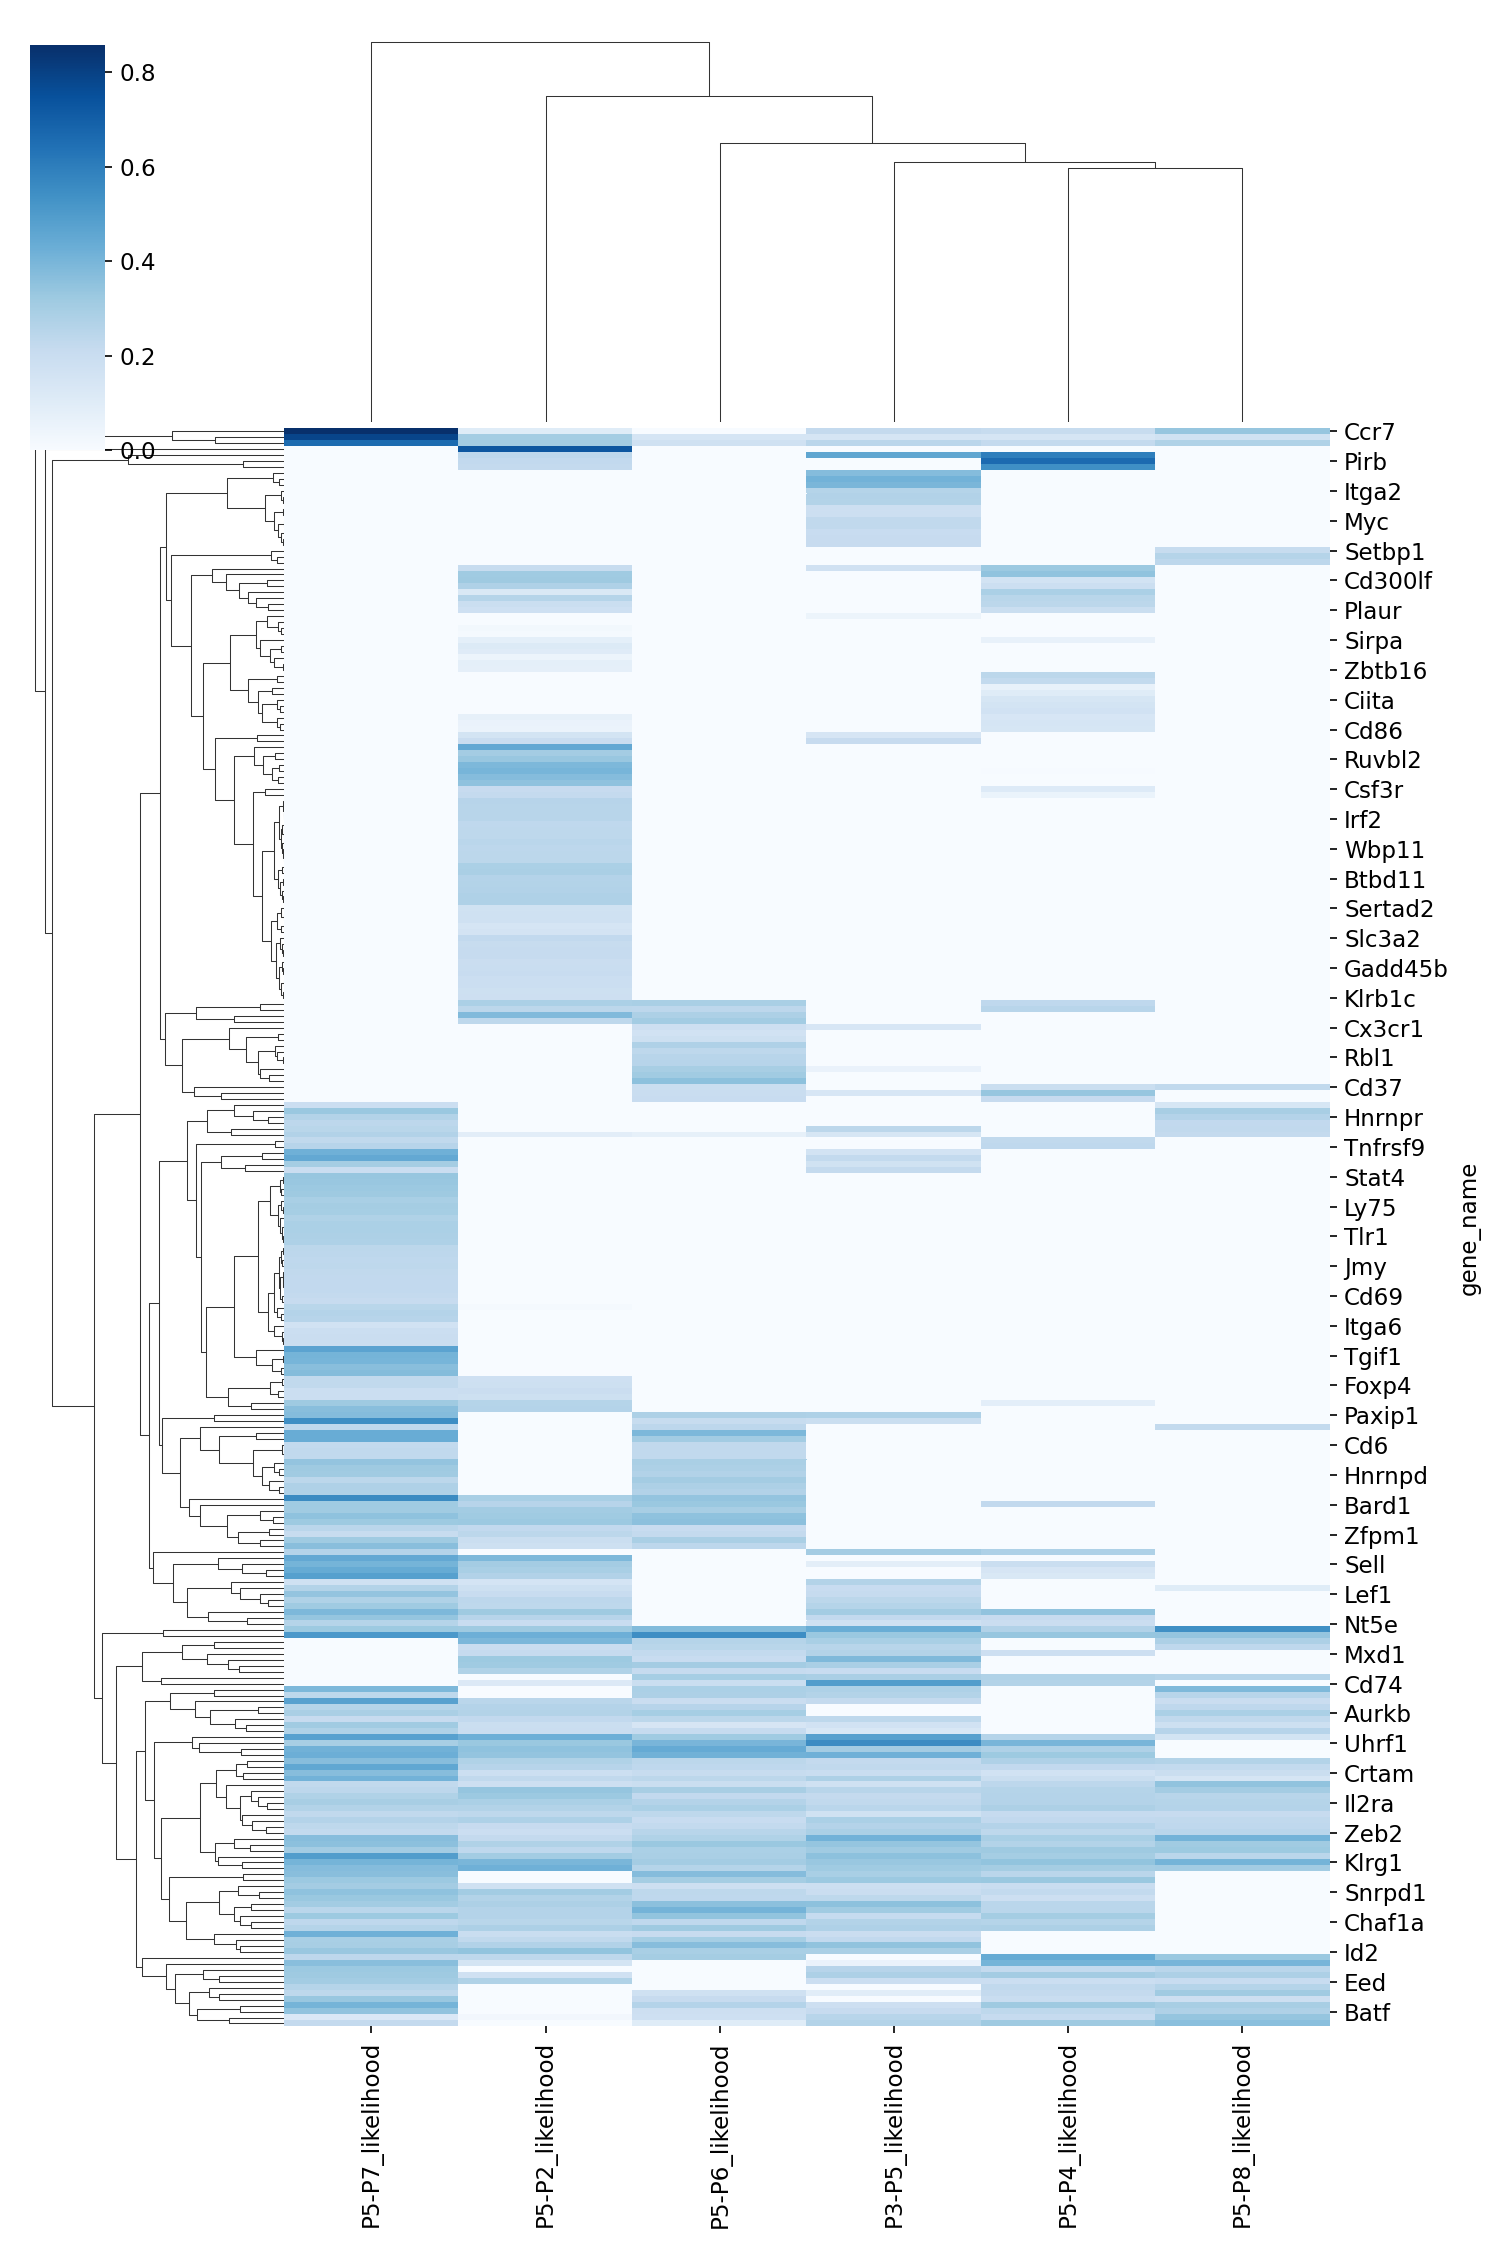 0.8
0.6
0.4
0.2
0.0
Ccr7
Pirb
Itga2
Myc
Setbp1
Cd300lf
Plaur
Sirpa
Zbtb16
Ciita
Cd86
Ruvbl2
Csf3r
Irf2
Wbp11
Btbd11
Sertad2
Slc3a2
Gadd45b
Klrb1c
Cx3cr1
Rbl1
Cd37
Hnrnpr
Tnfrsf9
Stat4
Ly75
Tlr1
Jmy
Cd69
Itga6
Tgif1
Foxp4
Paxip1
Cd6
Hnrnpd
Bard1
Zfpm1
Sell
Lef1
Nt5e
Mxd1
Cd74
Aurkb
Uhrf1
Crtam
Il2ra
Zeb2
Klrg1
Snrpd1
Chaf1a
Id2
Eed
Batf
gene_name
P5-P7_likelihood
P5-P2_likelihood
P5-P6_likelihood
P3-P5_likelihood
P5-P4_likelihood
P5-P8_likelihood